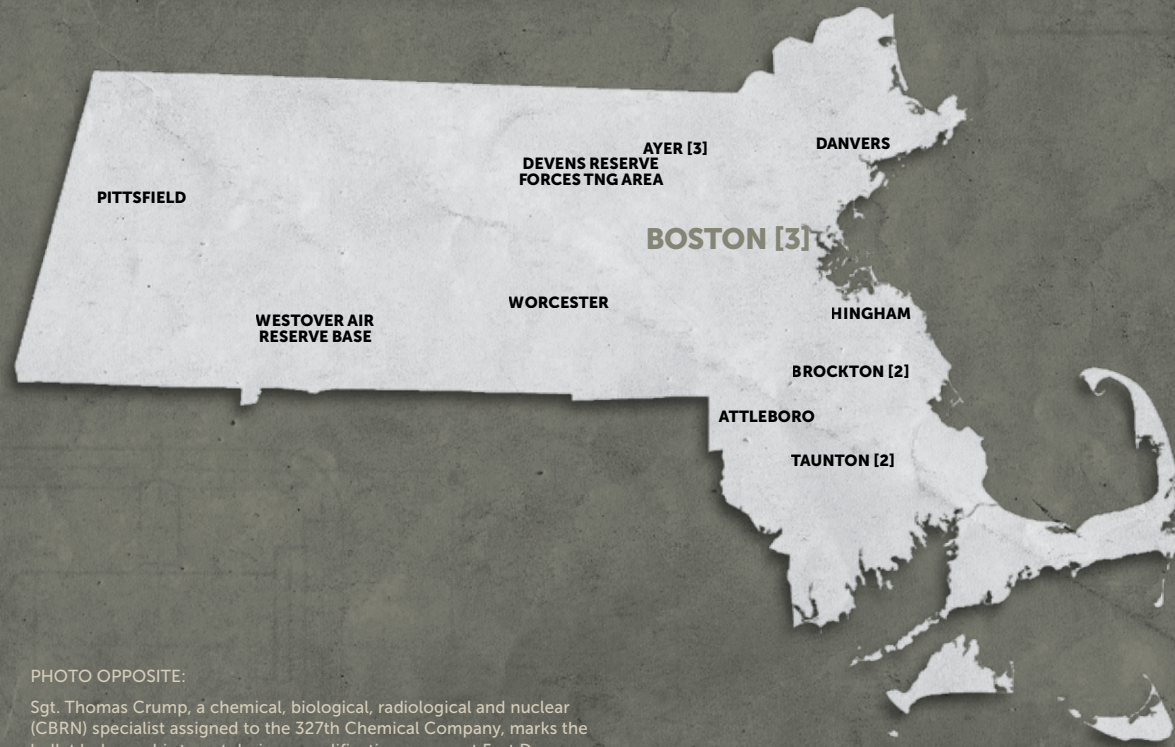 AYER [3]
DANVERS
DEVENS RESERVE
FORCES TNG AREA
PITTSFIELD
BOSTON [3]
WORCESTER
HINGHAM
WESTOVER AIR
RESERVE BASE
BROCKTON [2]
ATTLEBORO
TAUNTON [2]
PHOTO OPPOSITE:
Sgt. Thomas Crump, a chemical, biological, radiological and nuclear
(CBRN) specialist assigned to the 327th Chemical Company, marks the